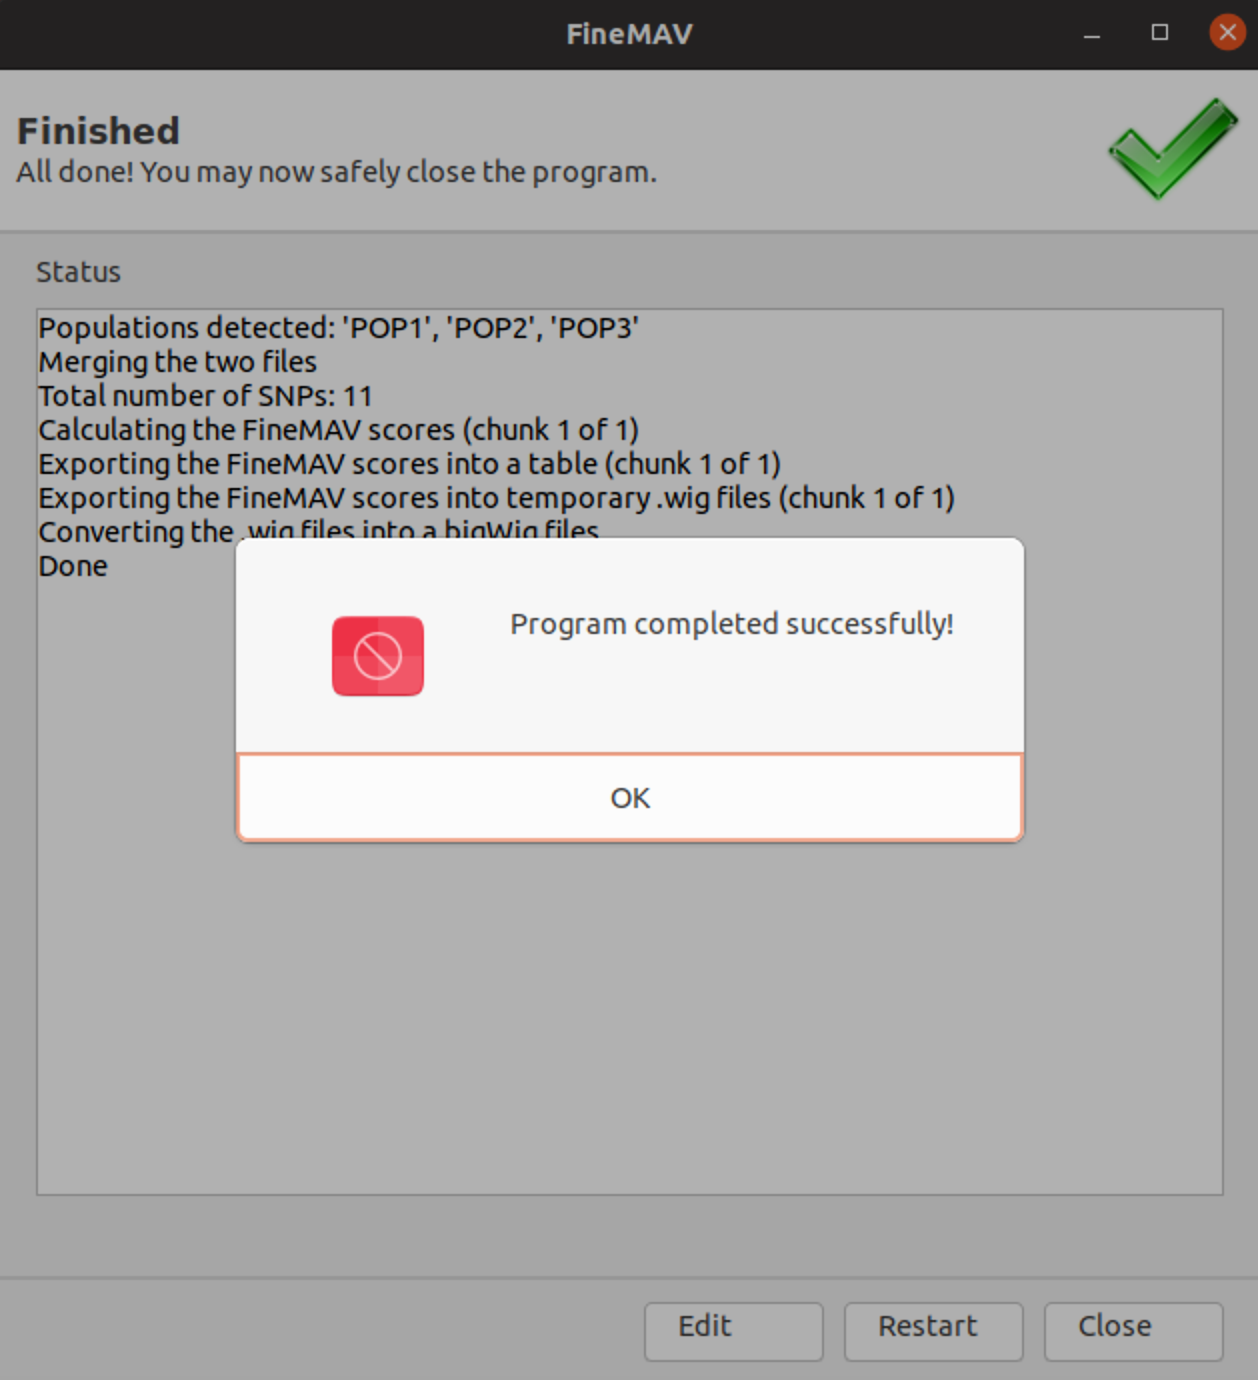 FineMAV
Finished
All done! You may now safely close the program.
Status
Populations detected: 'POP1', 'POP2', 'POP3'
Merging the two files
Total number of SNPs: 11
Calculating the FineMAV scores (chunk 1 of 1)
Exporting the FineMAV scores into a table (chunk 1 of 1)
Exporting the FineMAV scores into temporary .wig files (chunk 1 of 1)
Converting the .wig files into a bigWig files
Done
Program completed successfully!
OK
Edit
Restart
Close